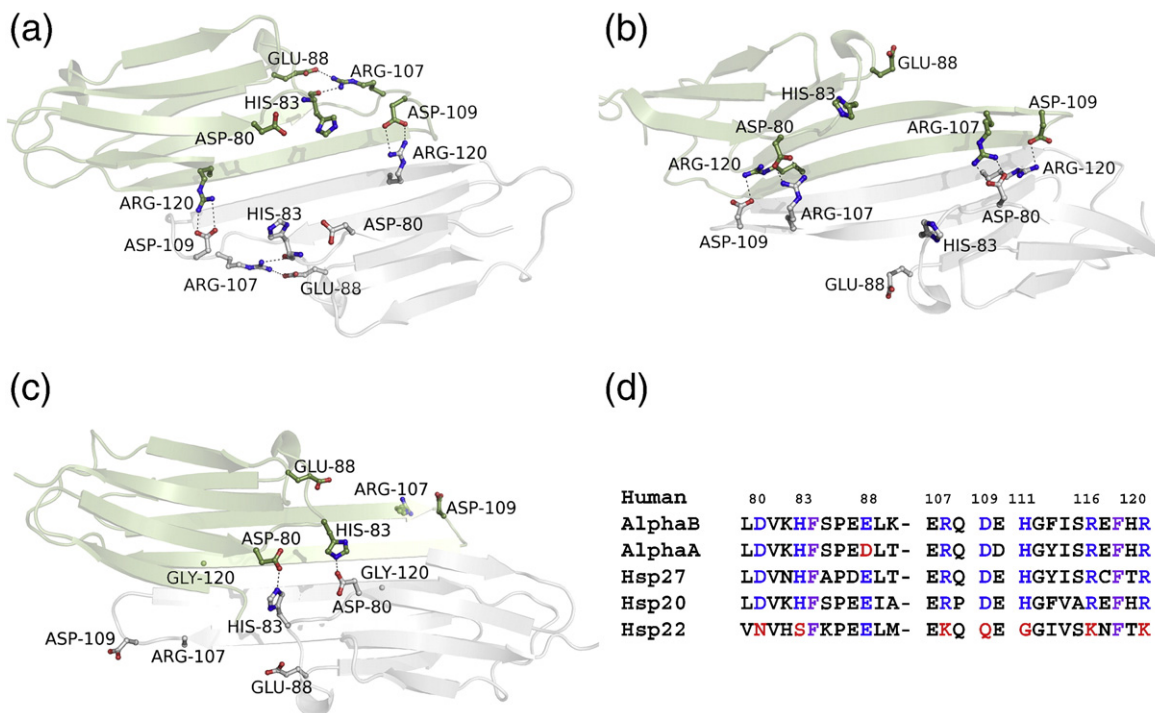 (a)
GLU-88
ARG-107
HIS-83
ASP-109
ASP-80
ARG-120
ARG-120
HIS-83
ASP-80
ASP-109
ARG-107
GLU-88
(b)
GLU-88
HIS-83
ASP-109
ASP-80
ARG-107
ARG-120
ARG-120
ARG-107
ASP-80
ASP-109
HIS-83
GLU-88
(c)
GLU-88
ARG-107
ASP-109
HIS-83
ASP-80
GLY-120
GLY-120
ASP-80
HIS-83
ASP-109
ARG-107
GLU-88
(d)
Human 80 83 88 107 109 111 116 120
AlphaB LDVKHFSPEELK- ERQ DE HGFISREFHR
AlphaA LDVKHFSPEDLT- ERQ DD HGYISREFHR
Hsp27 LDVNHFAPDELT- ERQ DE HGYISRCFTR
Hsp20 LDVKHFSPEEIA- ERP DE HGFVAREFHR
Hsp22 VNVHSFKPEELM- EKQ QE GGIVSKNFTK